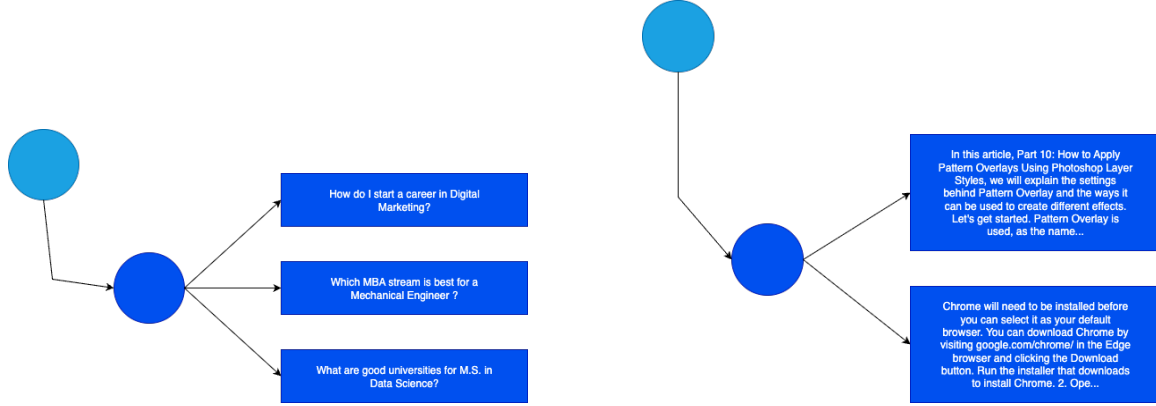 How do I start a career in Digital
Marketing?
Which MBA stream is best for a
Mechanical Engineer ?
What are good universities for M.S. in
Data Science?
In this article, Part 10: How to Apply
Pattern Overlays Using Photoshop Layer
Styles, we will explain the settings
behind Pattern Overlay and the ways it
can be used to create different effects.
Let's get started. Pattern Overlay is
used, as the name...
Chrome will need to be installed before
you can select it as your default
browser. You can download Chrome by
visiting google.com/chrome/ in the Edge
browser and clicking the Download
button. Run the installer that downloads
to install Chrome. 2. Ope...